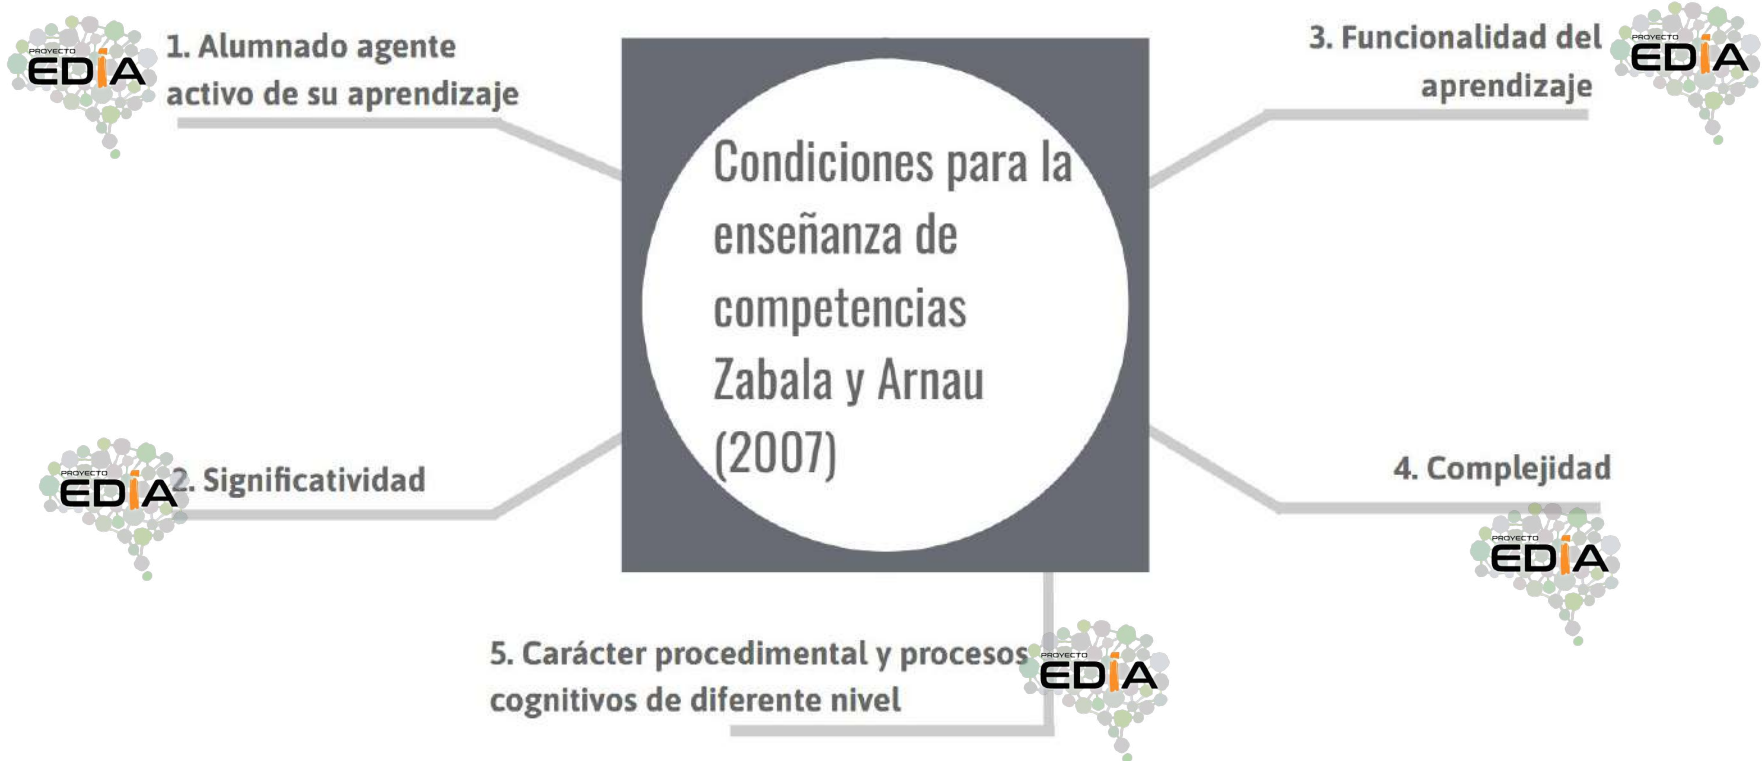 PROYECTO
EDIA
1. Alumnado agente
activo de su aprendizaje
3. Funcionalidad del
aprendizaje
PROYECTO
EDIA
Condiciones para la
enseñanza de
competencias
Zabala y Arnau
(2007)
PROYECTO
EDIA
2. Significatividad
4. Complejidad
PROYECTO
EDIA
5. Carácter procedimental y procesos
cognitivos de diferente nivel
PROYECTO
EDIA